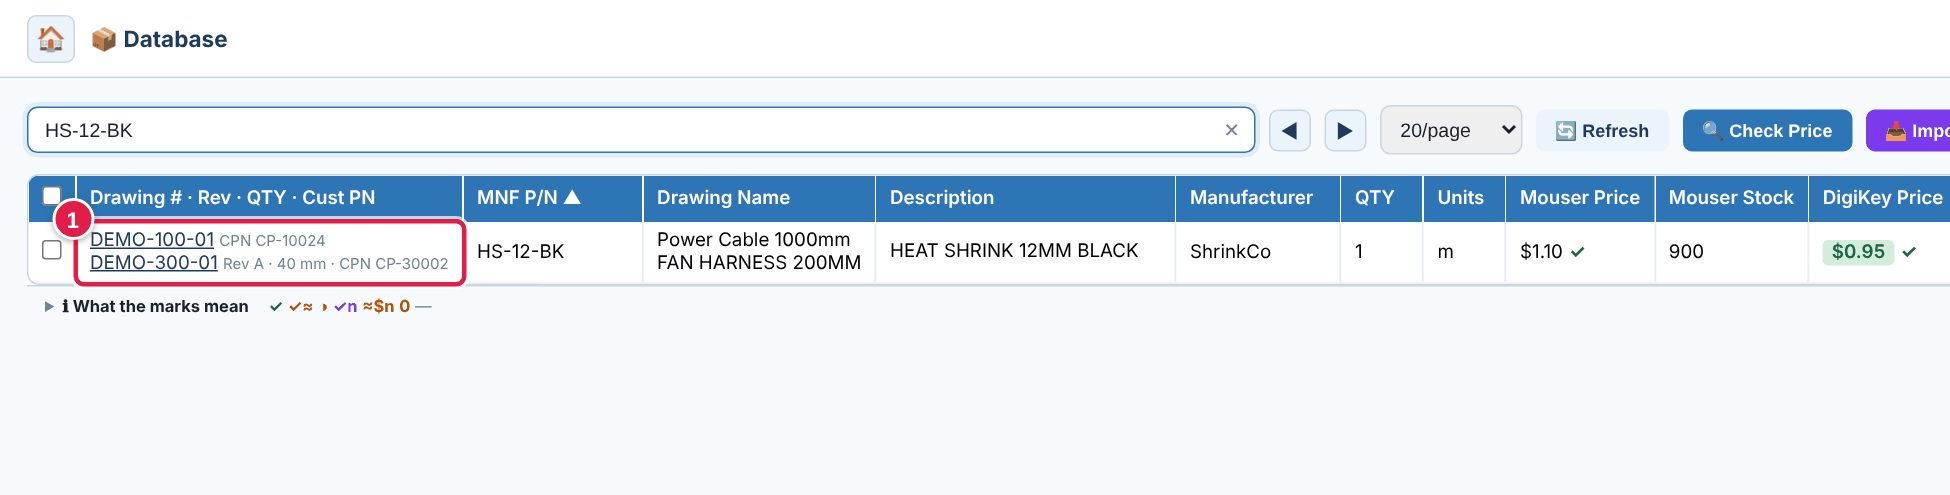 Database
HS-12-BK ✕ ◀ ▶ 20/page Refresh Check Price
Drawing # · Rev · QTY · Cust PN MNF P/N ▲ Drawing Name Description Manufacturer QTY Units Mouser Price Mouser Stock DigiKey Price
1
DEMO-100-01 CPN CP-10024
DEMO-300-01 Rev A · 40 mm · CPN CP-30002
HS-12-BK
Power Cable 1000mm
FAN HARNESS 200MM
HEAT SHRINK 12MM BLACK ShrinkCo 1 m $1.10 ✓ 900 $0.95 ✓
▶ ℹ What the marks mean ✓ ✓≈ ◗ ✓n ≈$n 0 —